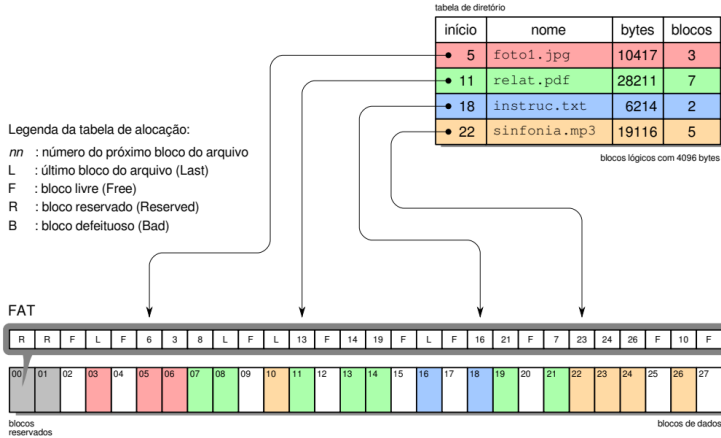 tabela de diretório
início nome bytes blocos
5 foto1.jpg 10417 3
11 relat.pdf 28211 7
18 instruc.txt 6214 2
22 sinfonia.mp3 19116 5
blocos lógicos com 4096 bytes
Legenda da tabela de alocação:
nn : número do próximo bloco do arquivo
L : último bloco do arquivo (Last)
F : bloco livre (Free)
R : bloco reservado (Reserved)
B : bloco defeituoso (Bad)
FAT
R R F L F 6 3 8 L F L 13 F 14 19 F L F 16 21 F 7 23 24 26 F 10 F
00 01 02 03 04 05 06 07 08 09 10 11 12 13 14 15 16 17 18 19 20 21 22 23 24 25 26 27
blocos
reservados
blocos de dados